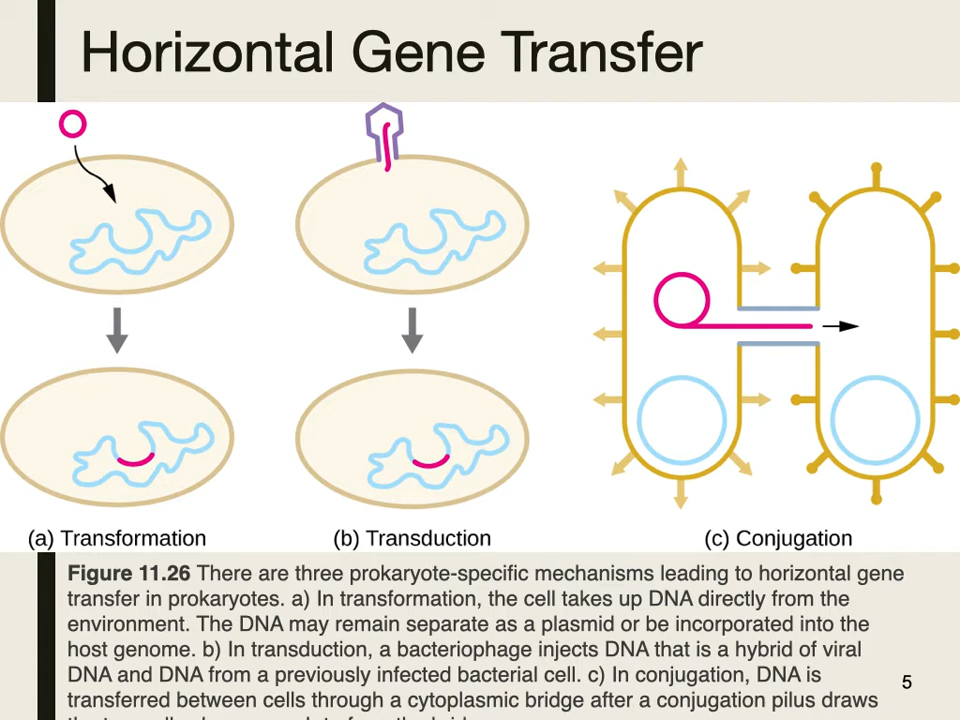 Horizontal Gene Transfer
(a) Transformation
(b) Transduction
(c) Conjugation
Figure 11.26 There are three prokaryote-specific mechanisms leading to horizontal gene
transfer in prokaryotes. a) In transformation, the cell takes up DNA directly from the
environment. The DNA may remain separate as a plasmid or be incorporated into the
host genome. b) In transduction, a bacteriophage injects DNA that is a hybrid of viral
DNA and DNA from a previously infected bacterial cell. c) In conjugation, DNA is
transferred between cells through a cytoplasmic bridge after a conjugation pilus draws
5